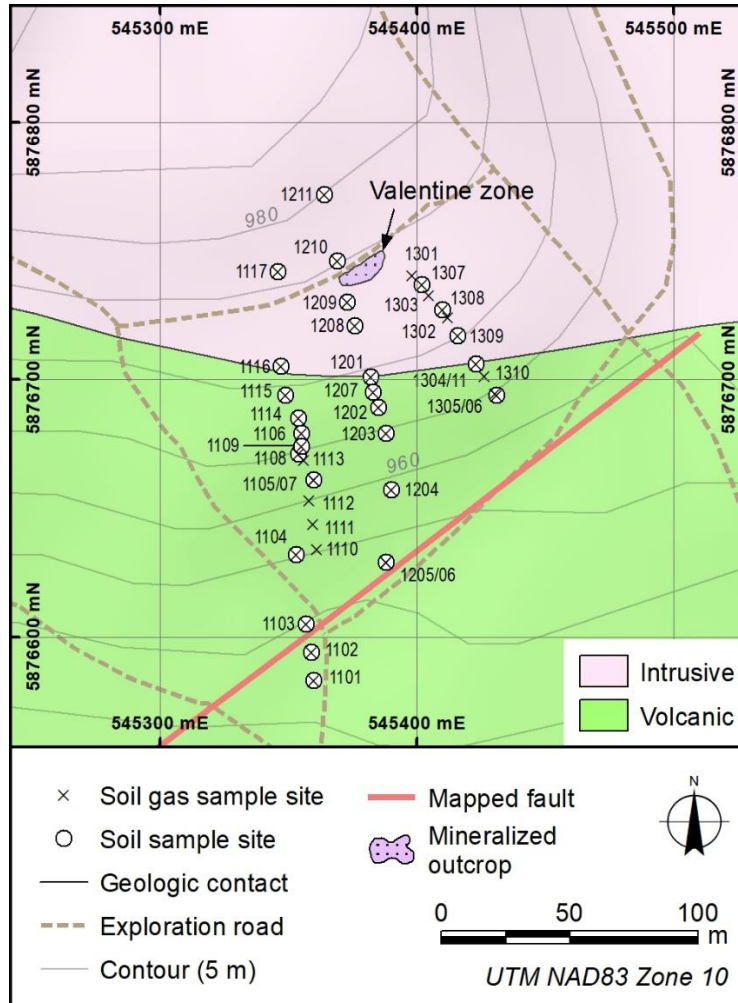 545300 mE
545400 mE
545500 mE
5876800 mN
5876800 mN
1211
Valentine zone
980
1210
1117
1301
1307
1303
1308
1209
1302
1208
1309
1116
1201
1304/11
1310
5876700 mN
5876700 mN
1115
1207
1305/06
1114
1202
1106
1203
1109
1108
1113
960
1105/07
1204
1112
1111
1104
1110
1205/06
1103
1102
5876600 mN
5876600 mN
1101
Intrusive
Volcanic
545300 mE
545400 mE
Soil gas sample site
Soil sample site
Geologic contact
Exploration road
Contour (5 m)
Mapped fault
Mineralized
outcrop
N
0 50 100
m
UTM NAD83 Zone 10